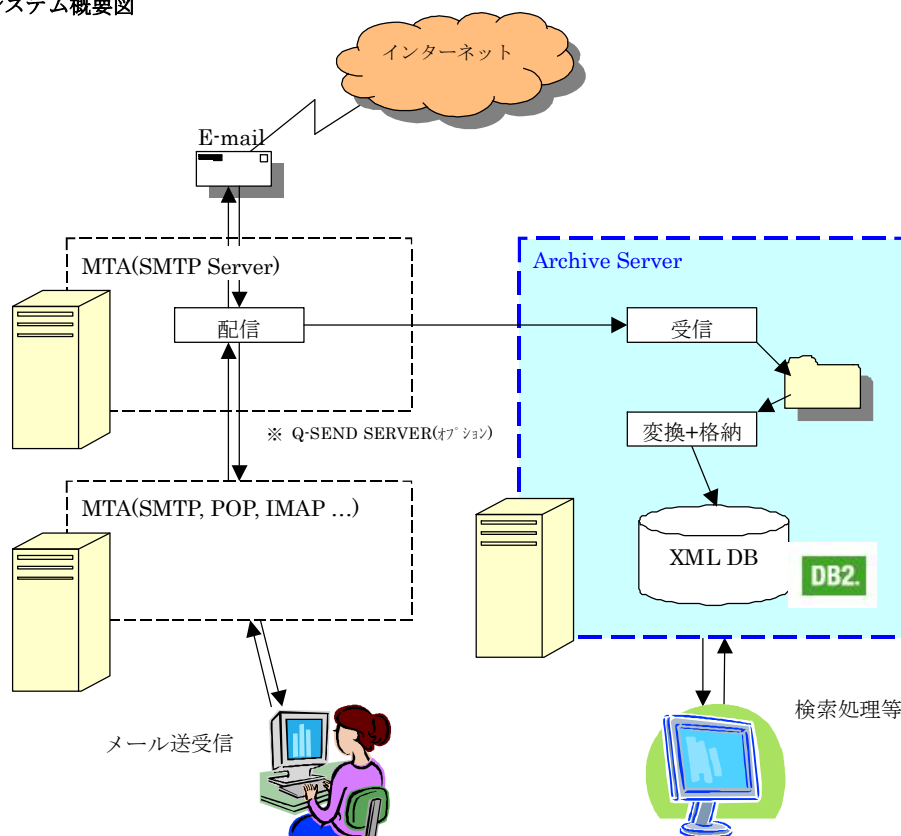 ステム概要図
インターネット
E-mail
MTA(SMTP Server)
Archive Server
配信
受信
※ Q-SEND SERVER(ｵﾌﾟｼｮﾝ)
変換+格納
MTA(SMTP, POP, IMAP …)
XML DB
DB2.
検索処理等
メール送受信